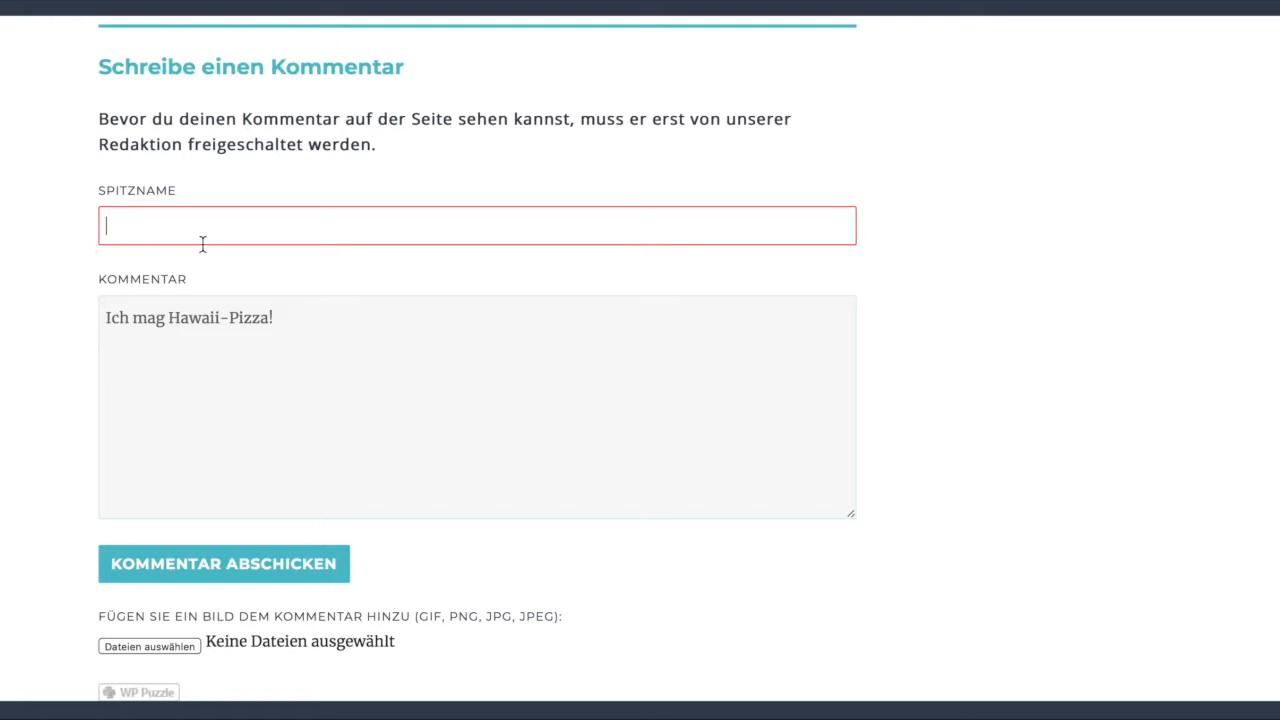 Schreibe einen Kommentar
Bevor du deinen Kommentar auf der Seite sehen kannst, muss er erst von unserer
Redaktion freigeschaltet werden.
SPITZNAME
KOMMENTAR
Ich mag Hawaii-Pizza!
KOMMENTAR ABSCHICKEN
FÜGEN SIE EIN BILD DEM KOMMENTAR HINZU (GIF, PNG, JPG, JPEG):
Dateien auswählen Keine Dateien ausgewählt
WP Puzzle